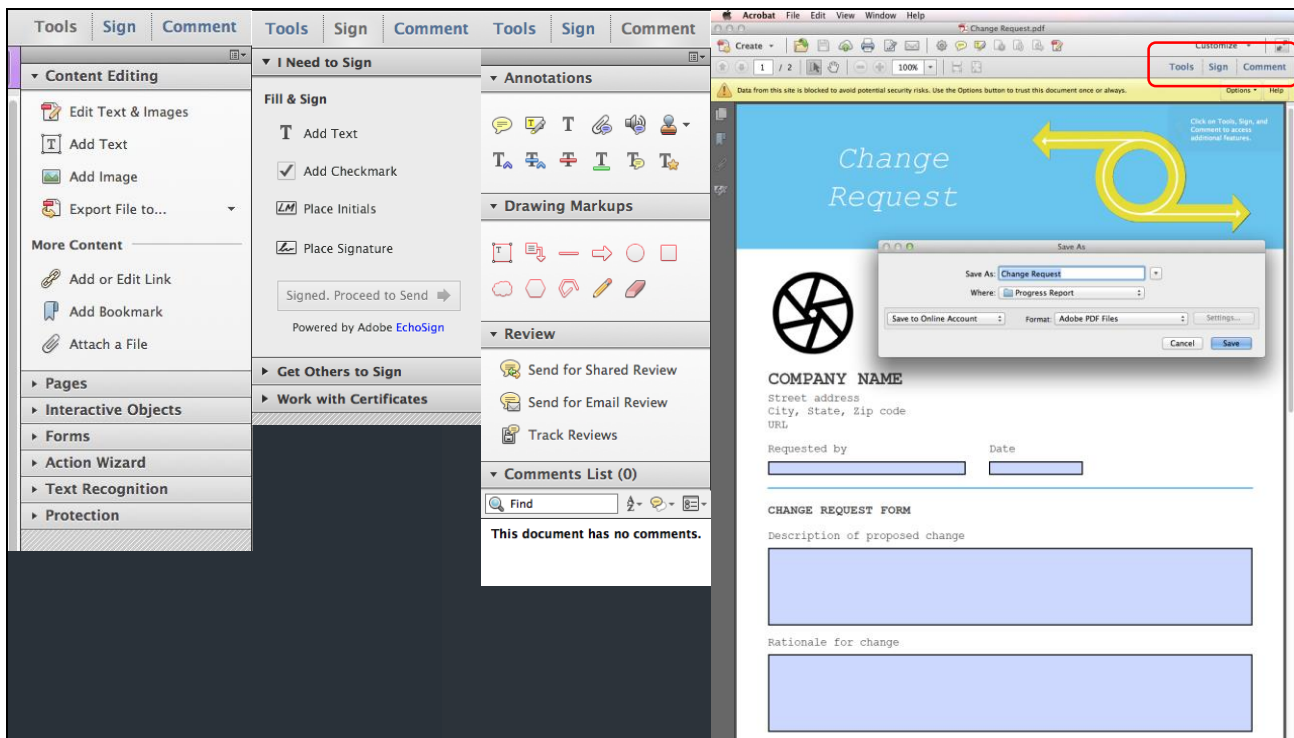 Tools Sign Comment
Content Editing
Edit Text & Images
Add Text
Add Image
Export File to...
More Content
Add or Edit Link
Add Bookmark
Attach a File
Pages
Interactive Objects
Forms
Action Wizard
Text Recognition
Protection
Tools Sign Comment
I Need to Sign
Fill & Sign
T Add Text
Add Checkmark
LM Place Initials
Place Signature
Signed. Proceed to Send
Powered by Adobe EchoSign
Get Others to Sign
Work with Certificates
Tools Sign Comment
Annotations
Drawing Markups
Review
Send for Shared Review
Send for Email Review
Track Reviews
Comments List (0)
Find
This document has no comments.
Acrobat File Edit View Window Help
Change Request.pdf
Create Customize
1 / 2 100% Tools Sign Comment
Data from this site is blocked to avoid potential security risks. Use the Options button to trust this document once or always. Options Help
Click on Tools, Sign, and
Comment to access
additional features.
Change
Request
Save As
Save As: Change Request
Where: Progress Report
Save to Online Account Format: Adobe PDF Files Settings...
Cancel Save
COMPANY NAME
Street address
City, State, Zip code
URL
Requested by Date
CHANGE REQUEST FORM
Description of proposed change
Rationale for change